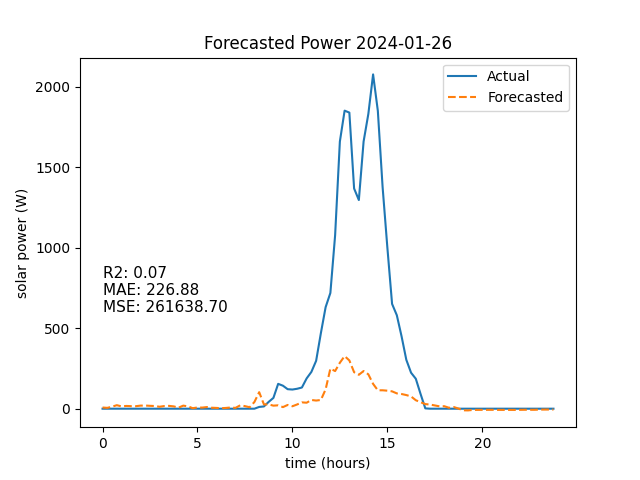 Forecasted Power 2024-01-26
Actual
Forecasted
2000
1500
1000
500
0
solar power (W)
R2: 0.07
MAE: 226.88
MSE: 261638.70
0 5 10 15 20
time (hours)